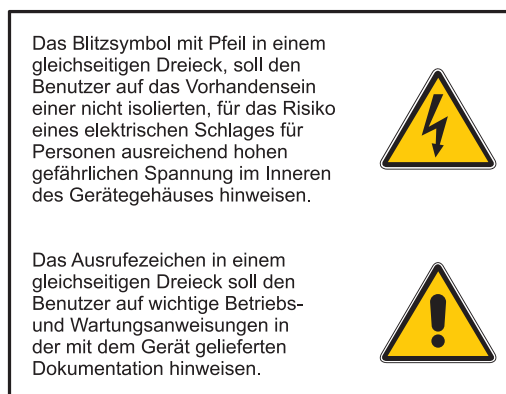 Das Blitzsymbol mit Pfeil in einem
gleichseitigen Dreieck, soll den
Benutzer auf das Vorhandensein
einer nicht isolierten, für das Risiko
eines elektrischen Schlages für
Personen ausreichend hohen
gefährlichen Spannung im Inneren
des Gerätegehäuses hinweisen.
Das Ausrufezeichen in einem
gleichseitigen Dreieck soll den
Benutzer auf wichtige Betriebs-
und Wartungsanweisungen in
der mit dem Gerät gelieferten
Dokumentation hinweisen.